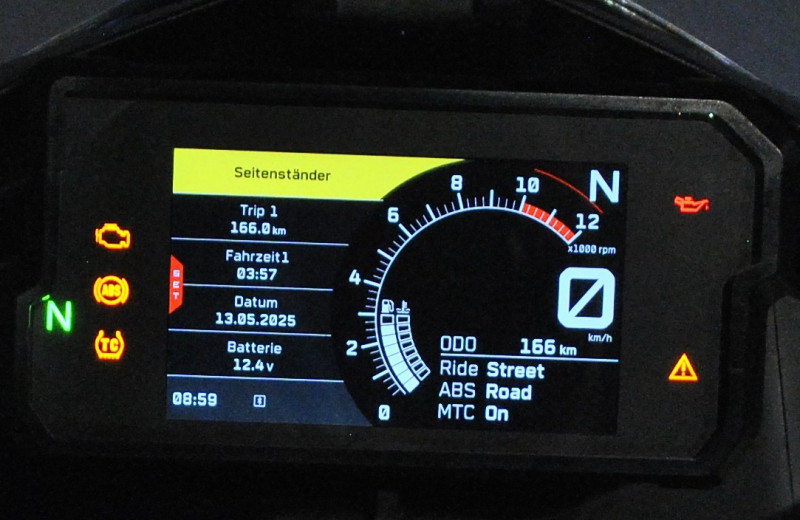 Seitenständer
Trip 1
166.0 km
Fahrzeit1
03:57
Datum
13.05.2025
Batterie
12.4 v
08:59
SET
0
2
4
6
8
10
12
x1000 rpm
N
0
km/h
ODO 166 km
Ride Street
ABS Road
MTC On
ABS
N
TC